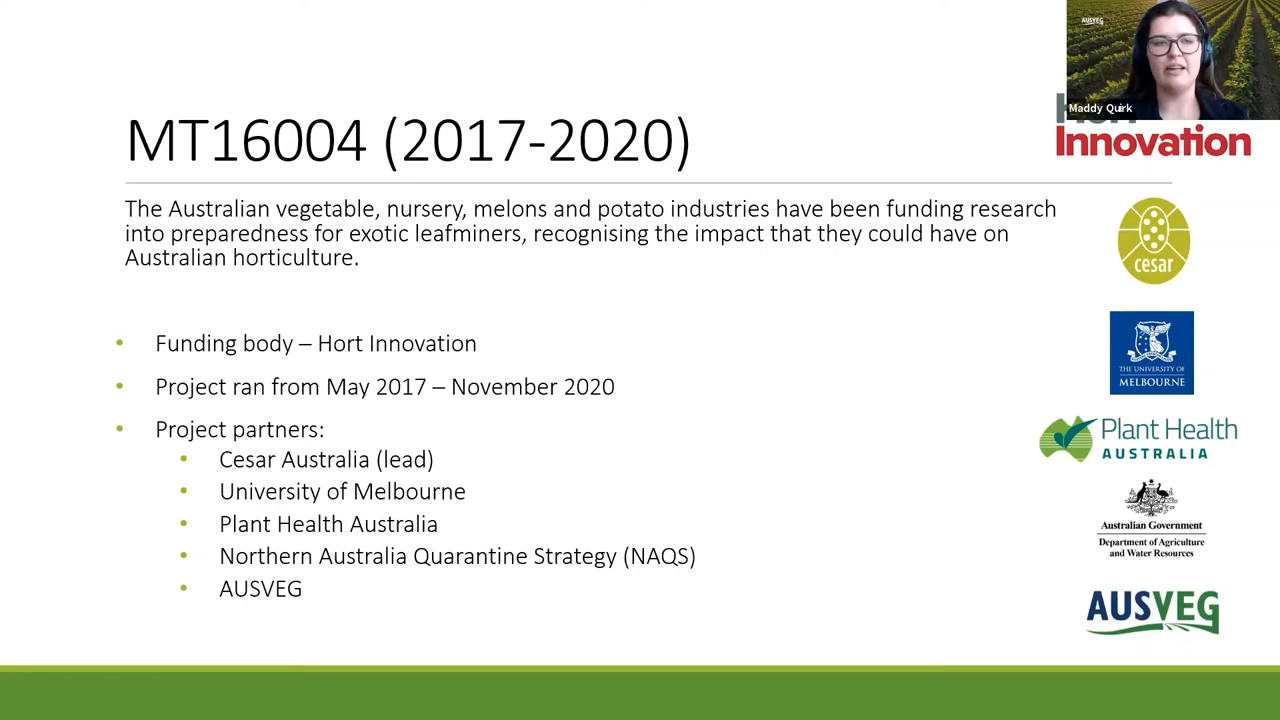 AUSVEG
Maddy Quirk
Innovation
MT16004 (2017-2020)
The Australian vegetable, nursery, melons and potato industries have been funding research
into preparedness for exotic leafminers, recognising the impact that they could have on
Australian horticulture.
• Funding body – Hort Innovation
• Project ran from May 2017 – November 2020
• Project partners:
• Cesar Australia (lead)
• University of Melbourne
• Plant Health Australia
• Northern Australia Quarantine Strategy (NAQS)
• AUSVEG
cesar
THE UNIVERSITY OF
MELBOURNE
Plant Health
AUSTRALIA
Australian Government
Department of Agriculture
and Water Resources
AUSVEG